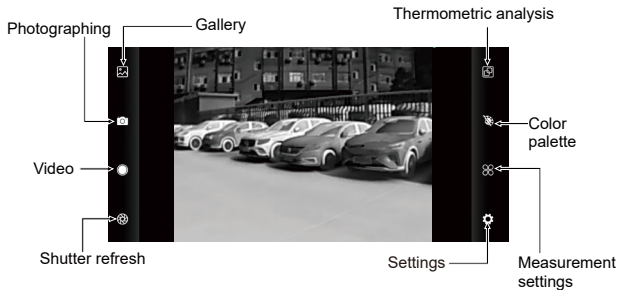 Thermometric analysis
Photographing
Gallery
Color
palette
Video
Shutter refresh
Settings
Measurement
settings